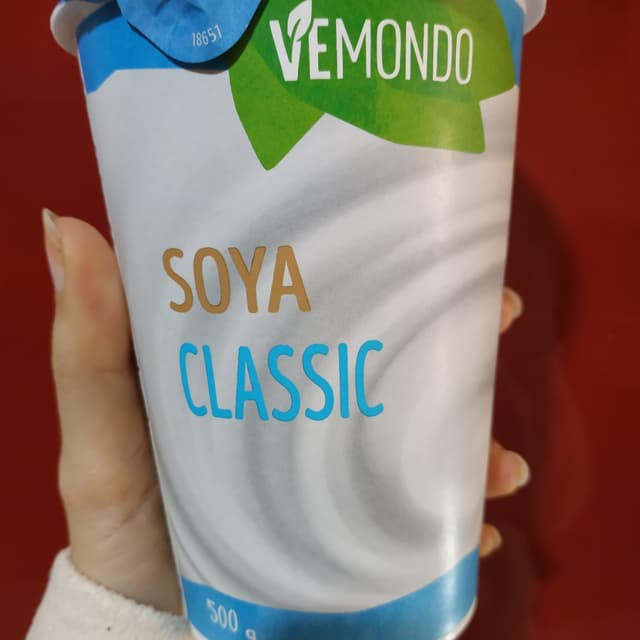 18651
VEMONDO
SOYA
CLASSIC
500 g